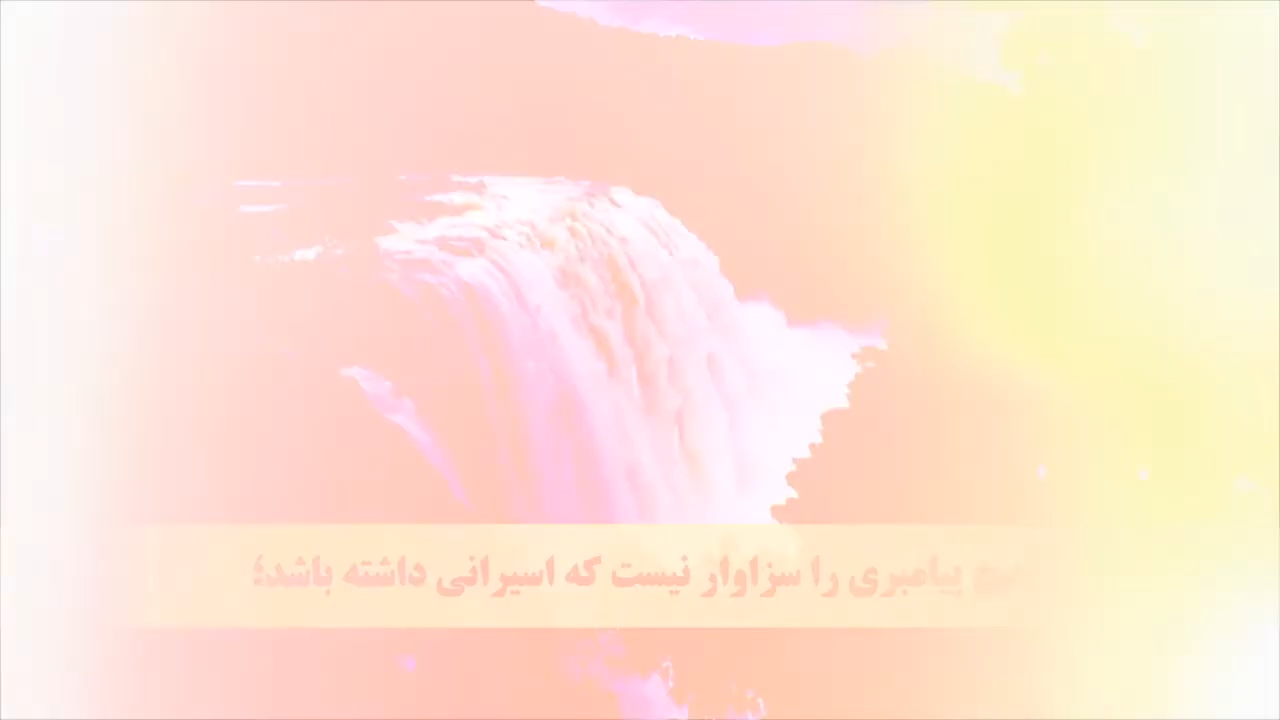 پیامبری را سزاوار نیست که اسیرانی داشته باشد؛